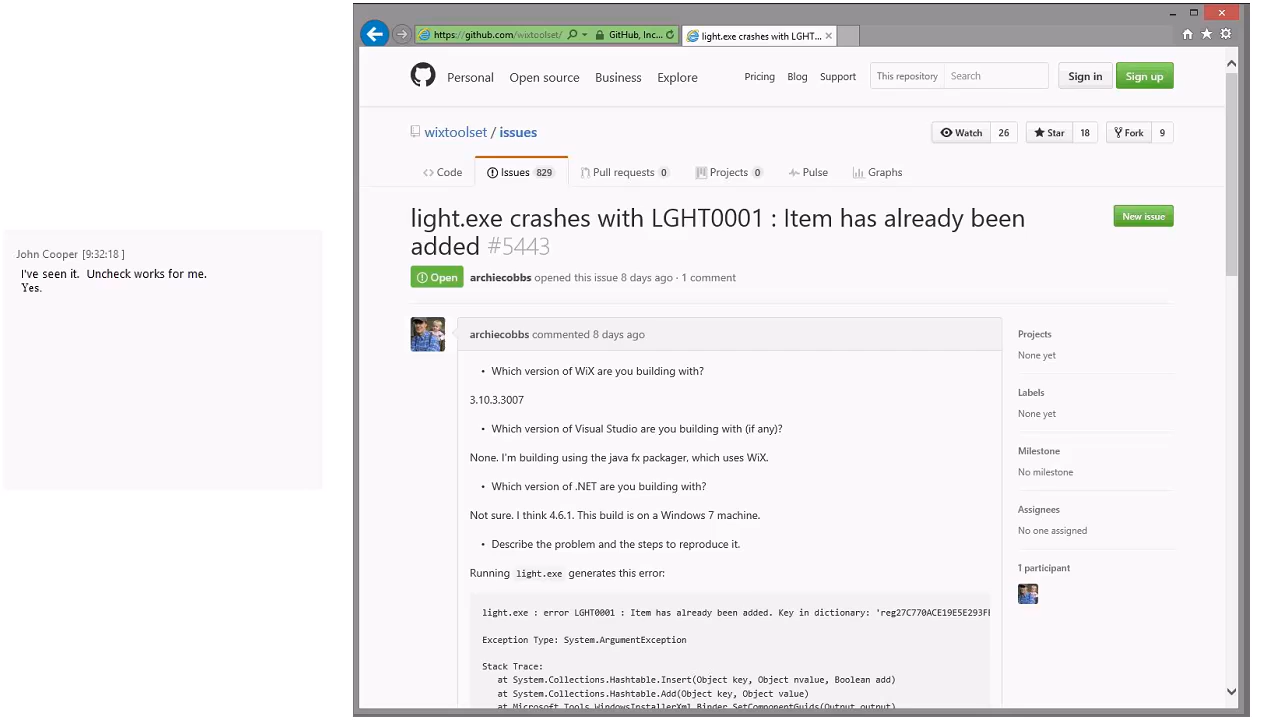 John Cooper [9:32:18 ]
I've seen it.  Uncheck works for me.
Yes.
https://github.com/wixtoolset/ GitHub, Inc... light.exe crashes with LGHT...
Personal Open source Business Explore Pricing Blog Support This repository Search Sign in Sign up
wixtoolset / issues Watch 26 Star 18 Fork 9
Code Issues 829 Pull requests 0 Projects 0 Pulse Graphs
light.exe crashes with LGHT0001 : Item has already been
added #5443
New issue
Open archiecobbs opened this issue 8 days ago · 1 comment
archiecobbs commented 8 days ago
• Which version of WiX are you building with?
3.10.3.3007
• Which version of Visual Studio are you building with (if any)?
None. I'm building using the java fx packager, which uses WiX.
• Which version of .NET are you building with?
Not sure. I think 4.6.1. This build is on a Windows 7 machine.
• Describe the problem and the steps to reproduce it.
Running light.exe generates this error:
light.exe : error LGHT0001 : Item has already been added. Key in dictionary: 'reg27C770ACE19E5E293FE
Exception Type: System.ArgumentException
Stack Trace:
at System.Collections.Hashtable.Insert(Object key, Object nvalue, Boolean add)
at System.Collections.Hashtable.Add(Object key, Object value)
at Microsoft.Tools.WindowsInstallerXml.Binder.SetComponentGuids(Output output)
Projects
None yet
Labels
None yet
Milestone
No milestone
Assignees
No one assigned
1 participant